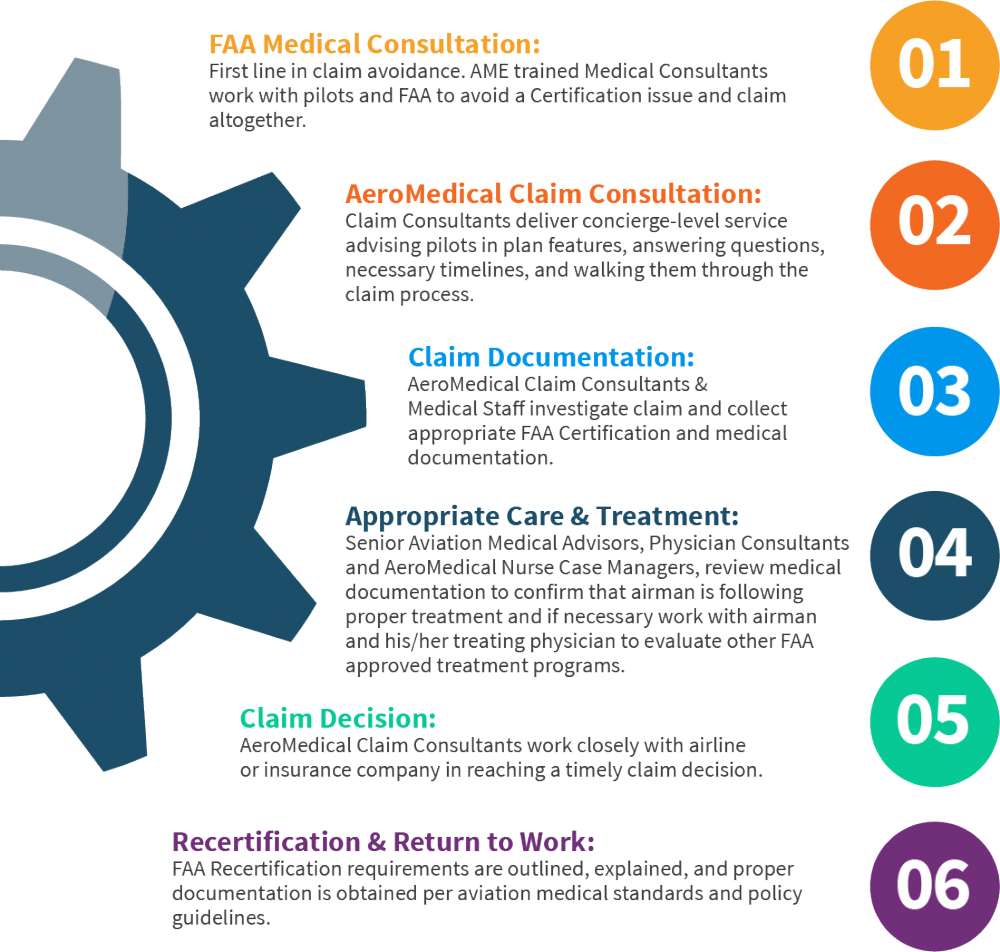 FAA Medical Consultation:
First line in claim avoidance. AME trained Medical Consultants
work with pilots and FAA to avoid a Certification issue and claim
altogether.
01
AeroMedical Claim Consultation:
Claim Consultants deliver concierge-level service
advising pilots in plan features, answering questions,
necessary timelines, and walking them through the
claim process.
02
Claim Documentation:
AeroMedical Claim Consultants &
Medical Staff investigate claim and collect
appropriate FAA Certification and medical
documentation.
03
Appropriate Care & Treatment:
Senior Aviation Medical Advisors, Physician Consultants
and AeroMedical Nurse Case Managers, review medical
documentation to confirm that airman is following
proper treatment and if necessary work with airman
and his/her treating physician to evaluate other FAA
approved treatment programs.
04
Claim Decision:
AeroMedical Claim Consultants work closely with airline
or insurance company in reaching a timely claim decision.
05
Recertification & Return to Work:
FAA Recertification requirements are outlined, explained, and proper
documentation is obtained per aviation medical standards and policy
guidelines.
06